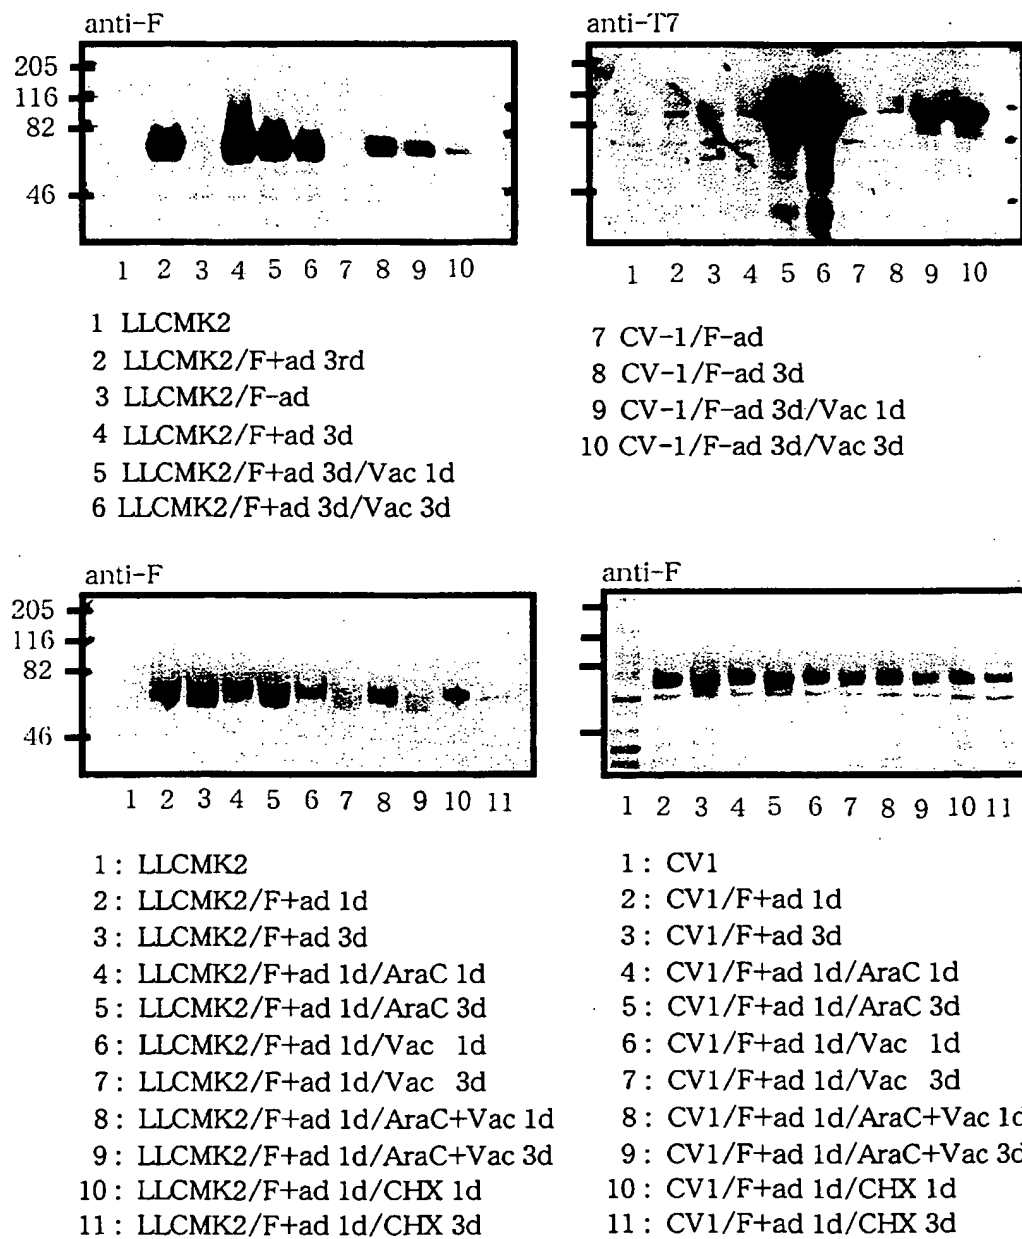 anti-F
205
116
82
46
1 2 3 4 5 6 7 8 9 10
anti-T7
1 2 3 4 5 6 7 8 9 10
1 LLCMK2
2 LLCMK2/F+ad 3rd
3 LLCMK2/F-ad
4 LLCMK2/F+ad 3d
5 LLCMK2/F+ad 3d/Vac 1d
6 LLCMK2/F+ad 3d/Vac 3d
7 CV-1/F-ad
8 CV-1/F-ad 3d
9 CV-1/F-ad 3d/Vac 1d
10 CV-1/F-ad 3d/Vac 3d
anti-F
205
116
82
46
1 2 3 4 5 6 7 8 9 10 11
anti-F
1 2 3 4 5 6 7 8 9 10 11
1 : LLCMK2
2 : LLCMK2/F+ad 1d
3 : LLCMK2/F+ad 3d
4 : LLCMK2/F+ad 1d/AraC 1d
5 : LLCMK2/F+ad 1d/AraC 3d
6 : LLCMK2/F+ad 1d/Vac 1d
7 : LLCMK2/F+ad 1d/Vac 3d
8 : LLCMK2/F+ad 1d/AraC+Vac 1d
9 : LLCMK2/F+ad 1d/AraC+Vac 3d
10 : LLCMK2/F+ad 1d/CHX 1d
11 : LLCMK2/F+ad 1d/CHX 3d
1 : CV1
2 : CV1/F+ad 1d
3 : CV1/F+ad 3d
4 : CV1/F+ad 1d/AraC 1d
5 : CV1/F+ad 1d/AraC 3d
6 : CV1/F+ad 1d/Vac 1d
7 : CV1/F+ad 1d/Vac 3d
8 : CV1/F+ad 1d/AraC+Vac 1d
9 : CV1/F+ad 1d/AraC+Vac 3d
10 : CV1/F+ad 1d/CHX 1d
11 : CV1/F+ad 1d/CHX 3d